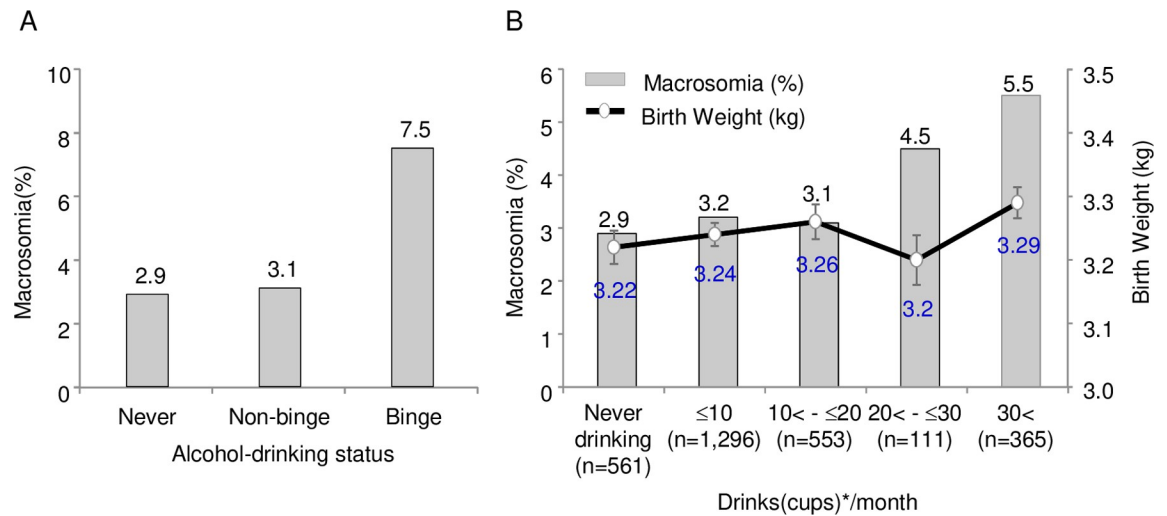 A
10
8
6
4
2
0
Macrosomia(%)
2.9
3.1
7.5
Never Non-binge Binge
Alcohol-drinking status
B
6
5
4
3
2
1
0
Macrosomia (%)
Macrosomia (%)
Birth Weight (kg)
2.9
3.2
3.1
4.5
5.5
3.22
3.24
3.26
3.2
3.29
3.5
3.4
3.3
3.2
3.1
3.0
Birth Weight (kg)
Never
drinking
(n=561)
≤10
(n=1,296)
10< - ≤20
(n=553)
20< - ≤30
(n=111)
30<
(n=365)
Drinks(cups)*/month